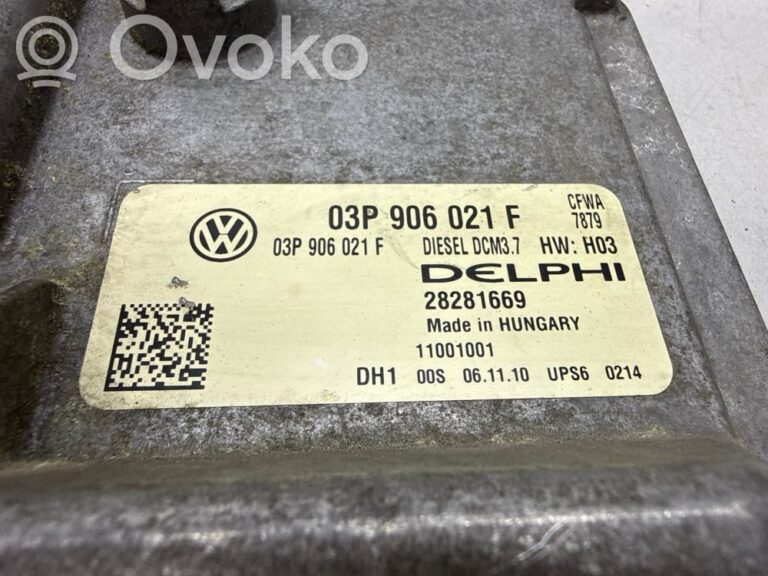 Ovoko
03P 906 021 F CFWA 7879
03P 906 021 F DIESEL DCM3.7 HW: H03
DELPHI
28281669
Made in HUNGARY
11001001
DH1 00S 06.11.10 UPS6 0214